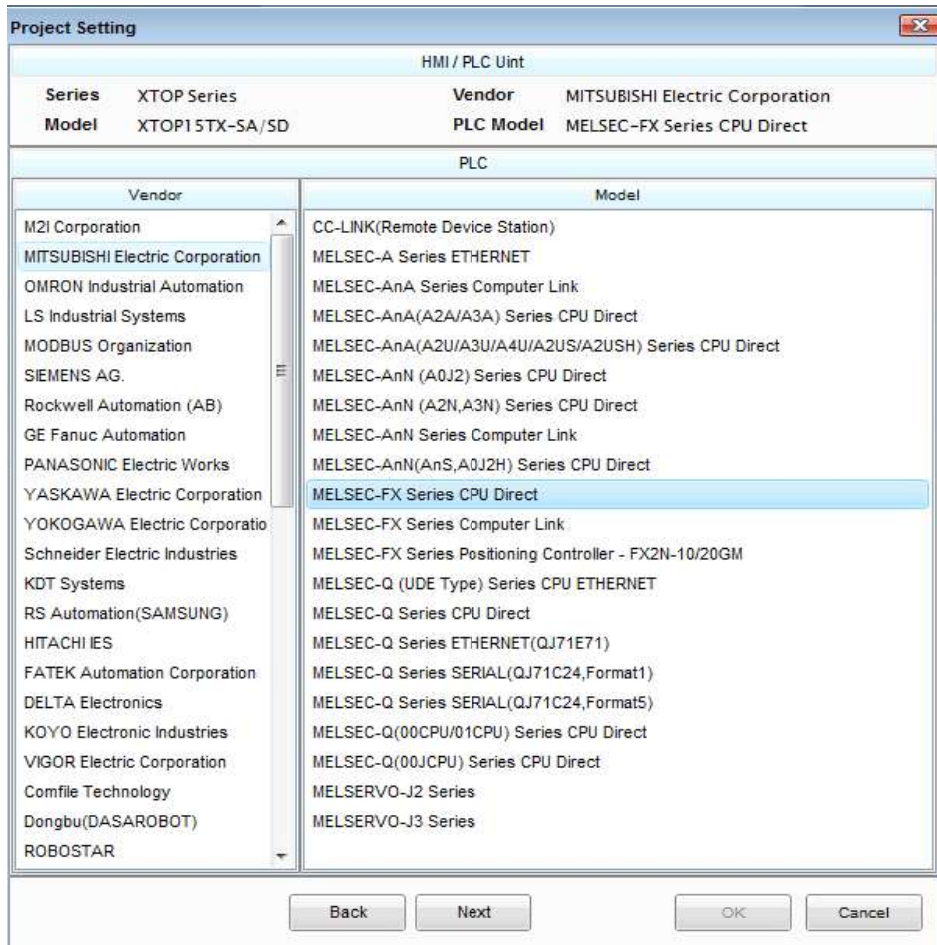 Project Setting
HMI / PLC Uint
Series XTOP Series Vendor MITSUBISHI Electric Corporation
Model XTOP15TX-SA/SD PLC Model MELSEC-FX Series CPU Direct
PLC
Vendor
M2I Corporation
MITSUBISHI Electric Corporation
OMRON Industrial Automation
LS Industrial Systems
MODBUS Organization
SIEMENS AG.
Rockwell Automation (AB)
GE Fanuc Automation
PANASONIC Electric Works
YASKAWA Electric Corporation
YOKOGAWA Electric Corporatio
Schneider Electric Industries
KDT Systems
RS Automation(SAMSUNG)
HITACHI IES
FATEK Automation Corporation
DELTA Electronics
KOYO Electronic Industries
VIGOR Electric Corporation
Comfile Technology
Dongbu(DASAROBOT)
ROBOSTAR
Model
CC-LINK(Remote Device Station)
MELSEC-A Series ETHERNET
MELSEC-AnA Series Computer Link
MELSEC-AnA(A2A/A3A) Series CPU Direct
MELSEC-AnA(A2U/A3U/A4U/A2US/A2USH) Series CPU Direct
MELSEC-AnN (A0J2) Series CPU Direct
MELSEC-AnN (A2N,A3N) Series CPU Direct
MELSEC-AnN Series Computer Link
MELSEC-AnN(AnS,A0J2H) Series CPU Direct
MELSEC-FX Series CPU Direct
MELSEC-FX Series Computer Link
MELSEC-FX Series Positioning Controller - FX2N-10/20GM
MELSEC-Q (UDE Type) Series CPU ETHERNET
MELSEC-Q Series CPU Direct
MELSEC-Q Series ETHERNET(QJ71E71)
MELSEC-Q Series SERIAL(QJ71C24,Format1)
MELSEC-Q Series SERIAL(QJ71C24,Format5)
MELSEC-Q(00CPU/01CPU) Series CPU Direct
MELSEC-Q(00JCPU) Series CPU Direct
MELSERVO-J2 Series
MELSERVO-J3 Series
Back Next OK Cancel